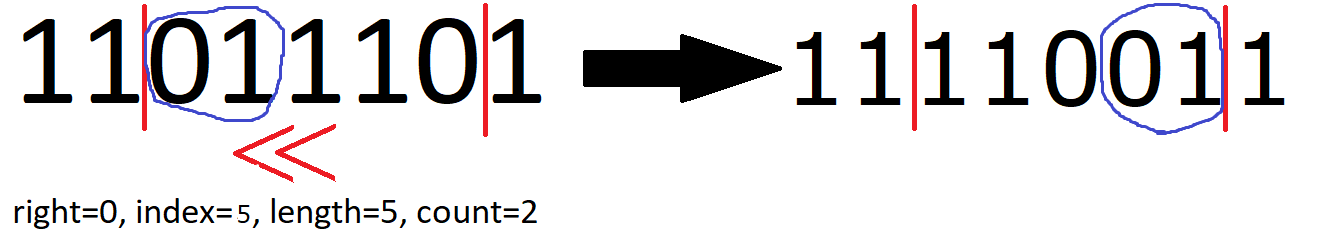 11011101 11110011
<<
right=0, index=5, length=5, count=2